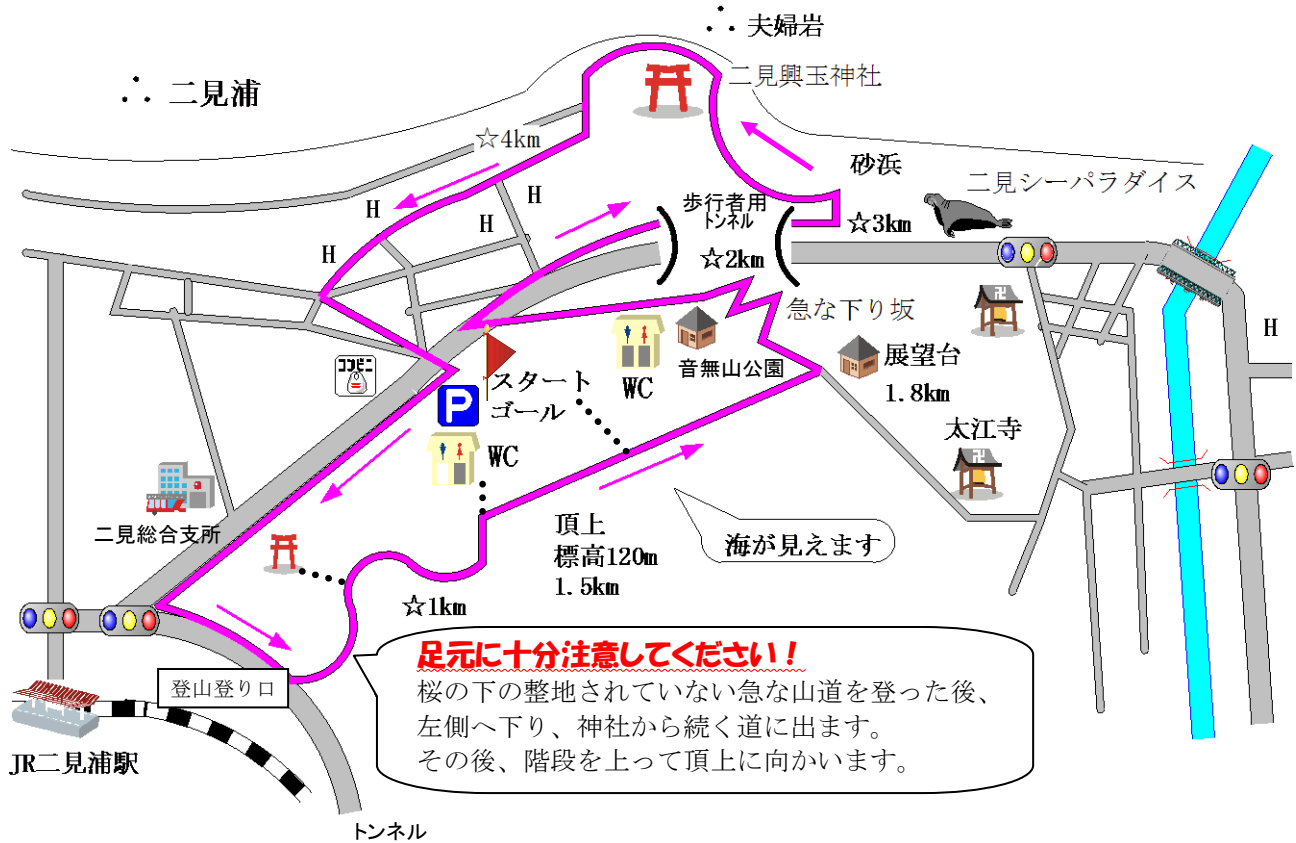 夫婦岩
二見浦
二見興玉神社
☆4km
砂浜
二見シーパラダイス
歩行者用
トンネル
☆3km
☆2km
H
H
H
H
H
急な下り坂
展望台
1.8km
音無山公園
WC
コンビニ
スタート
ゴール
P
WC
太江寺
卍
卍
二見総合支所
頂上
標高120m
1.5km
海が見えます
☆1km
足元に十分注意してください！
桜の下の整地されていない急な山道を登った後、
左側へ下り、神社から続く道に出ます。
その後、階段を上って頂上に向かいます。
登山登り口
JR二見浦駅
トンネル